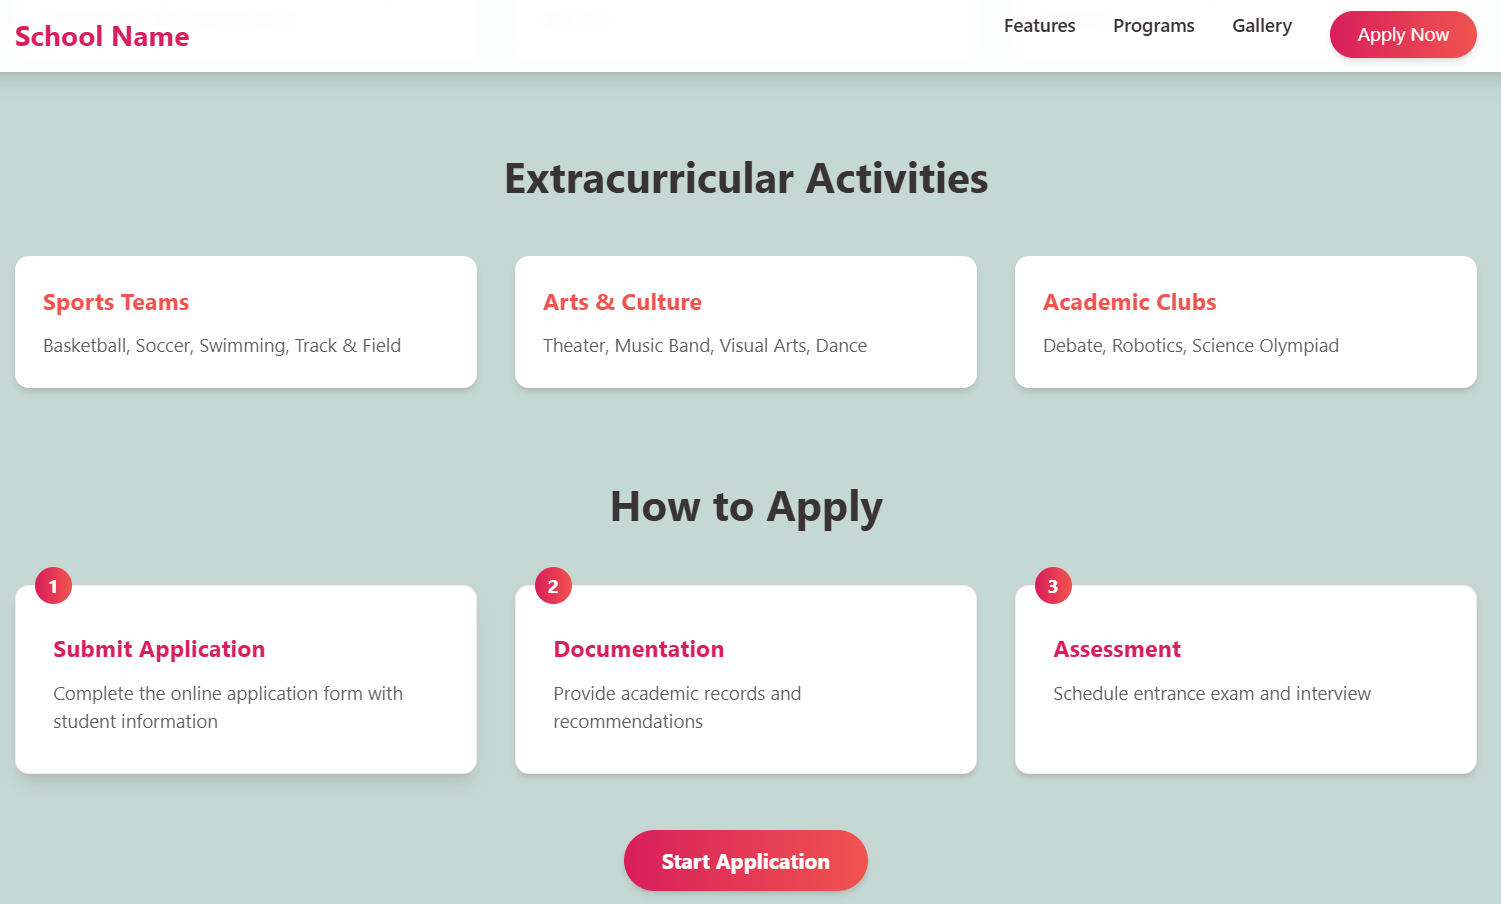 School Name
Features
Programs
Gallery
Apply Now
Extracurricular Activities
Sports Teams
Basketball, Soccer, Swimming, Track & Field
Arts & Culture
Theater, Music Band, Visual Arts, Dance
Academic Clubs
Debate, Robotics, Science Olympiad
How to Apply
1
Submit Application
Complete the online application form with
student information
2
Documentation
Provide academic records and
recommendations
3
Assessment
Schedule entrance exam and interview
Start Application